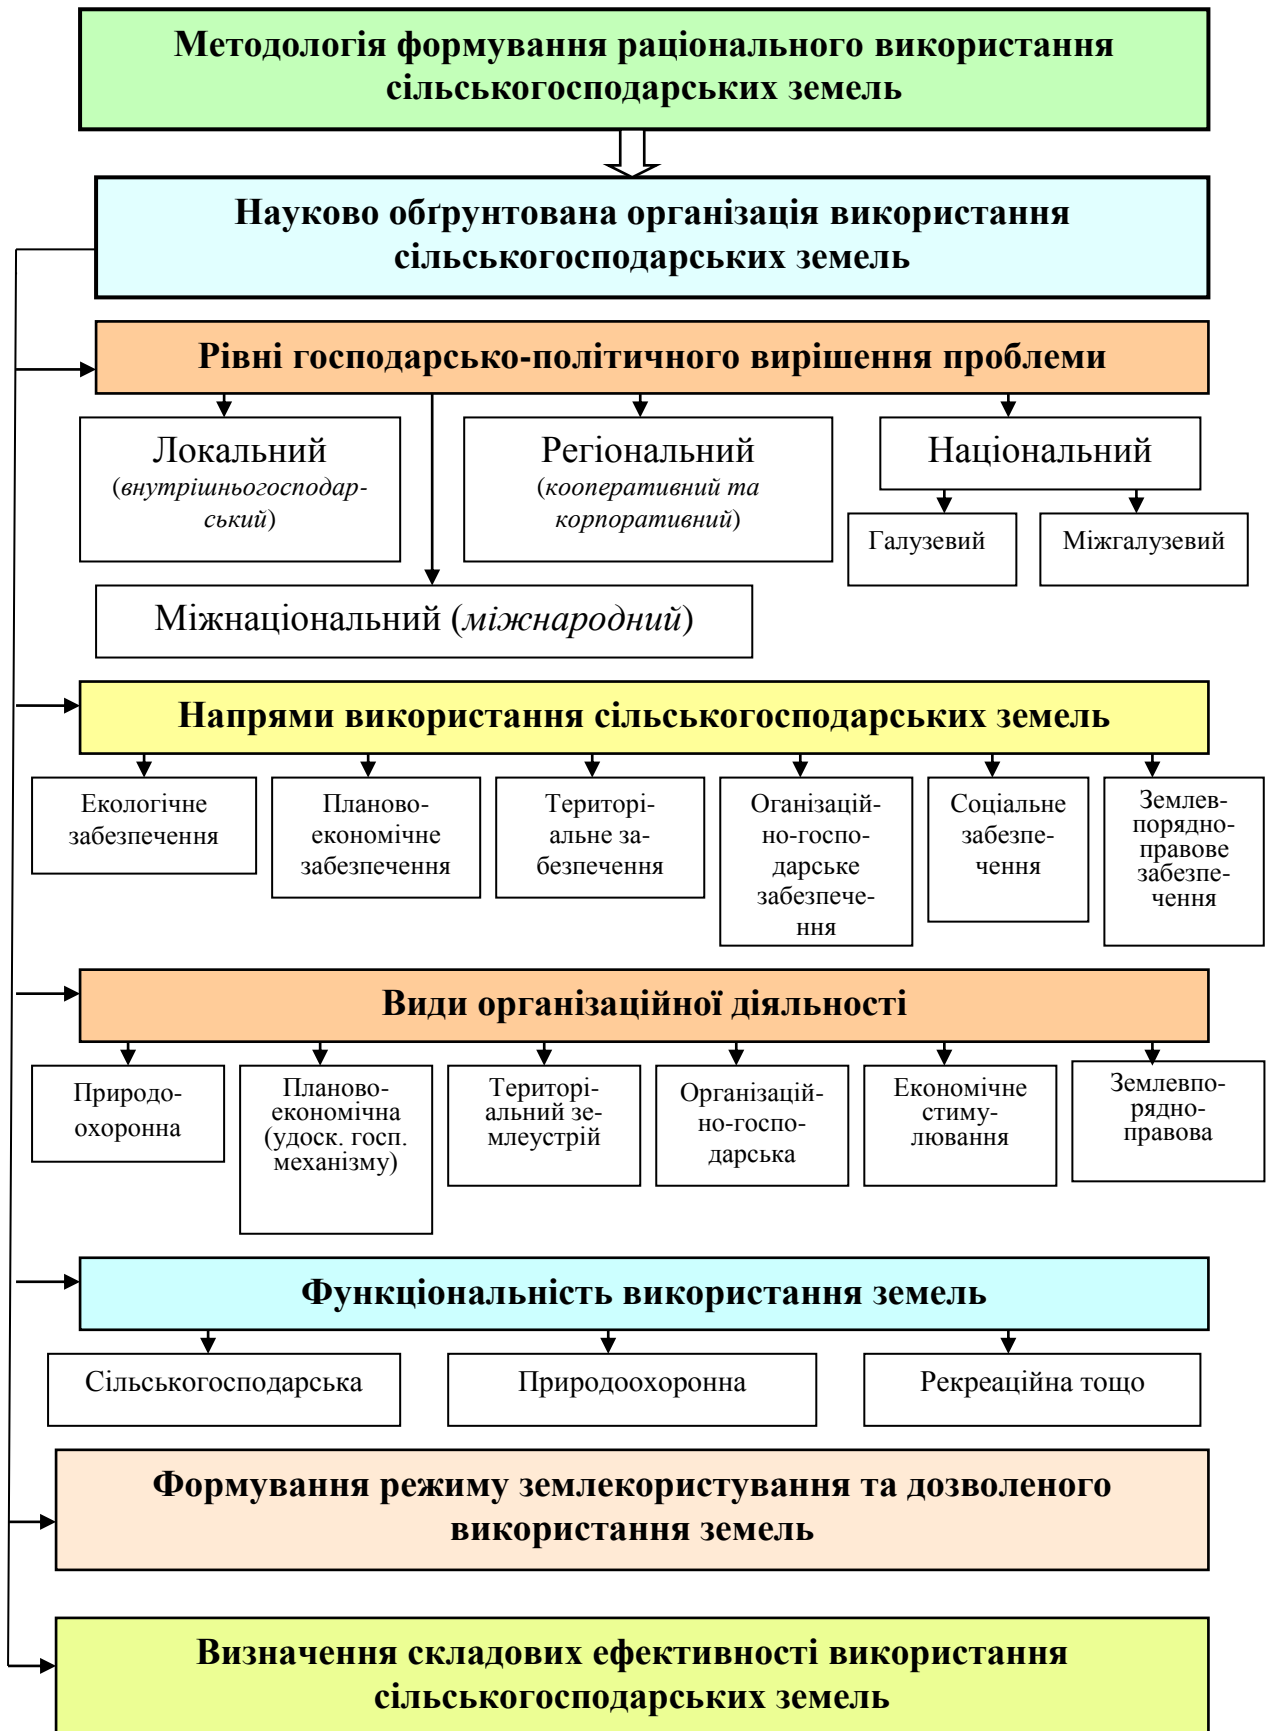 Методологія формування раціонального використання
сільськогосподарських земель
Науково обґрунтована організація використання
сільськогосподарських земель
Рівні господарсько-політичного вирішення проблеми
Локальний
(внутрішньогосподар-
ський)
Регіональний
(кооперативний та
корпоративний)
Національний
Галузевий
Міжгалузевий
Міжнаціональний (міжнародний)
Напрями використання сільськогосподарських земель
Екологічне
забезпечення
Планово-
економічне
забезпечення
Територі-
альне за-
безпечення
Оганізацій-
но-госпо-
дарське
забезпече-
ння
Соціальне
забезпе-
чення
Землев-
порядно-
правове
забезпе-
чення
Види організаційної діяльності
Природо-
охоронна
Планово-
економічна
(удоск. госп.
механізму)
Територі-
альний зе-
млеустрій
Організацій-
но-госпо-
дарська
Економічне
стиму-
лювання
Землевпо-
рядно-
правова
Функціональність використання земель
Сільськогосподарська
Природоохоронна
Рекреаційна тощо
Формування режиму землекористування та дозволеного
використання земель
Визначення складових ефективності використання
сільськогосподарських земель